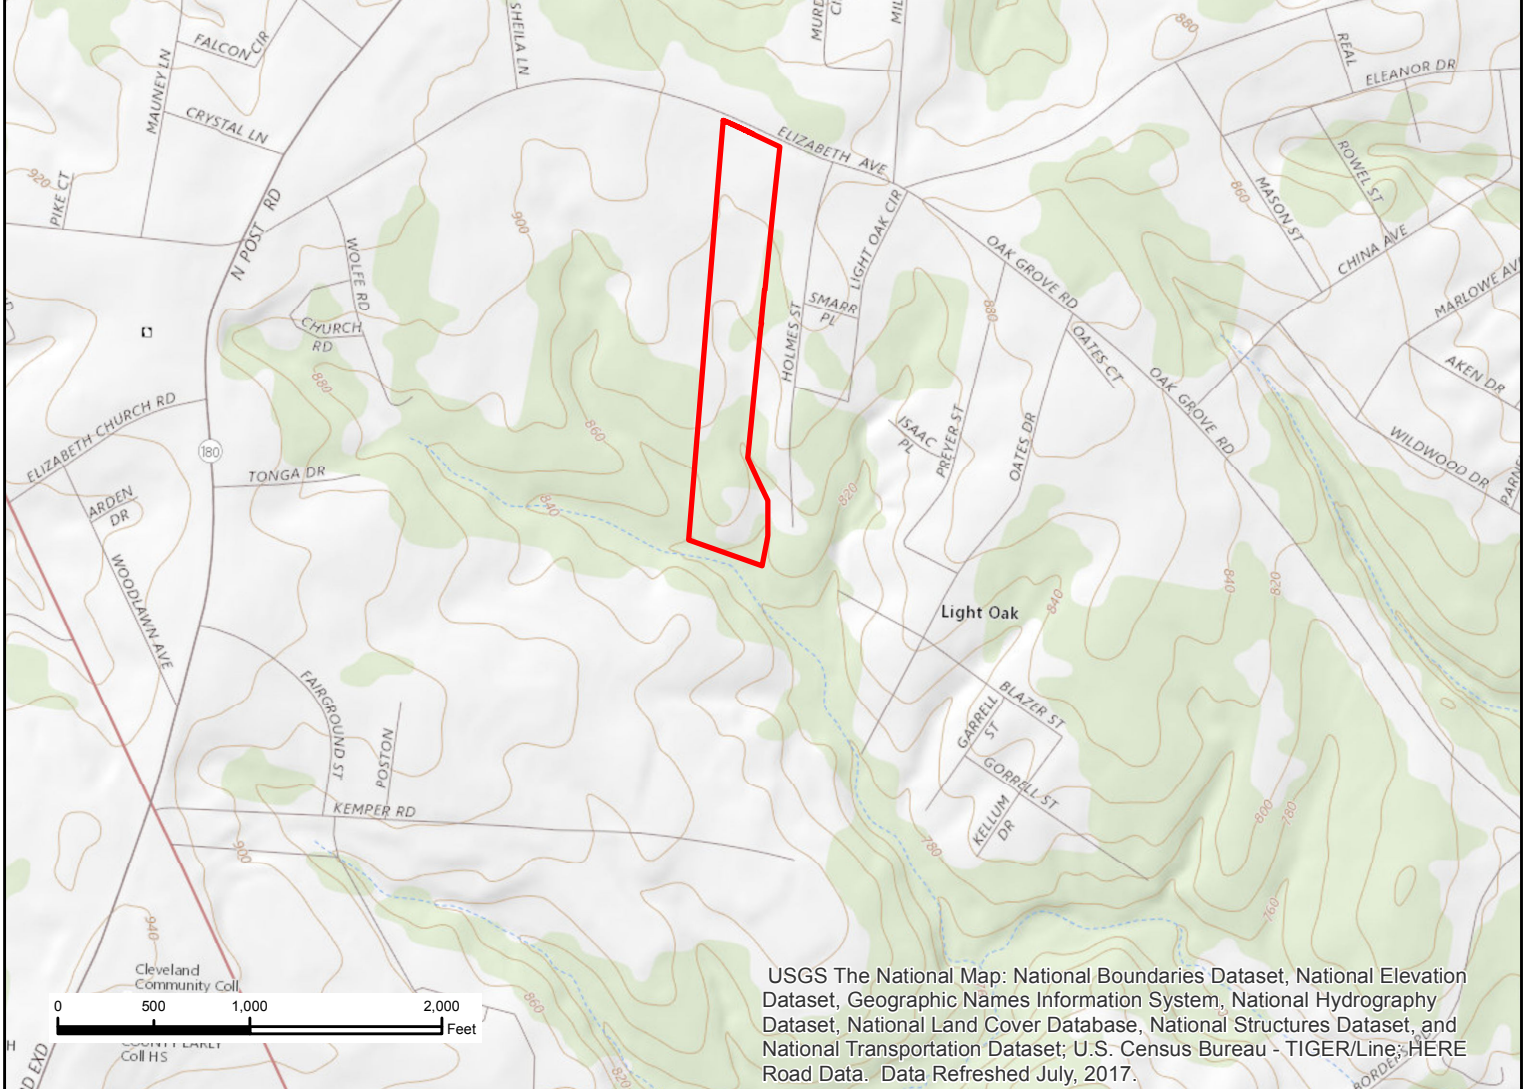 SHEILA LN
880
REAL
ELEANOR DR
FALCON CIR
MAUNEY LN
CRYSTAL LN
ELIZABETH AVE
ROWEL ST
MASON ST
860
920
PIKE CT
N POST RD
900
WOLFE RD
LIGHT OAK CIR
OAK GROVE RD
CHINA AVE
MARLOWE AV
SMARR
PL
CHURCH
RD
HOLMES ST
880
OATES CT
880
AKEN DR
OAK GROVE RD
ELIZABETH CHURCH RD
860
ISAAC
PL
PREYER ST
OATES DR
WILDWOOD DR
180
TONGA DR
ARDEN
DR
840
820
WOODLAWN AVE
Light Oak
840
840
820
FAIRGROUND ST
POSTON
BLAZER ST
GARRELL
ST
GORRELL ST
KELLUM
DR
KEMPER RD
800
780
780
900
940
760
Cleveland
Community Coll
0 500 1,000 2,000
Feet
860
820
Coll HS
USGS The National Map: National Boundaries Dataset, National Elevation
Dataset, Geographic Names Information System, National Hydrography
Dataset, National Land Cover Database, National Structures Dataset, and
National Transportation Dataset; U.S. Census Bureau - TIGER/Line; HERE
Road Data. Data Refreshed July, 2017.